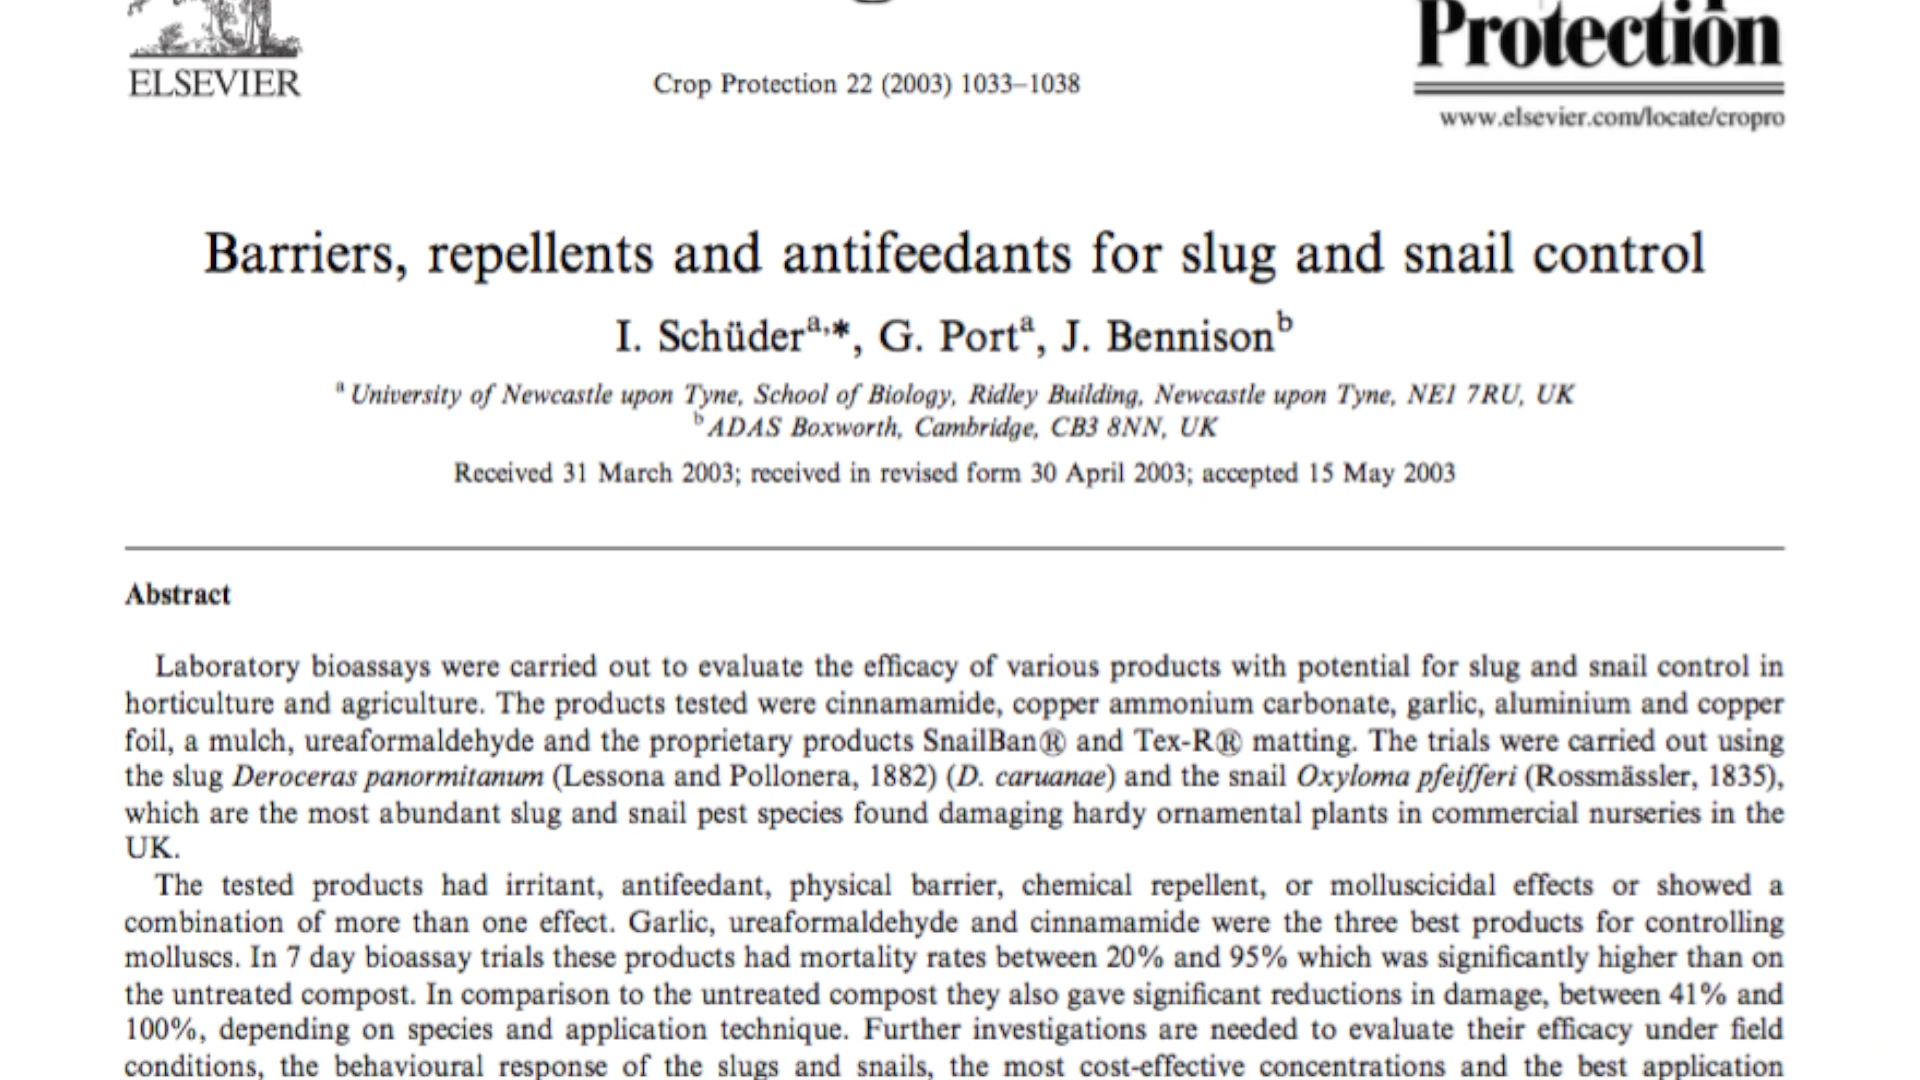 ELSEVIER
Crop Protection 22 (2003) 1033–1038
Protection
www.elsevier.com/locate/cropro
Barriers, repellents and antifeedants for slug and snail control
I. Schüder a,*, G. Port a, J. Bennison b
a University of Newcastle upon Tyne, School of Biology, Ridley Building, Newcastle upon Tyne, NE1 7RU, UK
b ADAS Boxworth, Cambridge, CB3 8NN, UK
Received 31 March 2003; received in revised form 30 April 2003; accepted 15 May 2003
Abstract
Laboratory bioassays were carried out to evaluate the efficacy of various products with potential for slug and snail control in
horticulture and agriculture. The products tested were cinnamamide, copper ammonium carbonate, garlic, aluminium and copper
foil, a mulch, ureaformaldehyde and the proprietary products SnailBan® and Tex-R® matting. The trials were carried out using
the slug Deroceras panormitanum (Lessona and Pollonera, 1882) (D. caruanae) and the snail Oxyloma pfeifferi (Rossmässler, 1835),
which are the most abundant slug and snail pest species found damaging hardy ornamental plants in commercial nurseries in the
UK.
The tested products had irritant, antifeedant, physical barrier, chemical repellent, or molluscicidal effects or showed a
combination of more than one effect. Garlic, ureaformaldehyde and cinnamamide were the three best products for controlling
molluscs. In 7 day bioassay trials these products had mortality rates between 20% and 95% which was significantly higher than on
the untreated compost. In comparison to the untreated compost they also gave significant reductions in damage, between 41% and
100%, depending on species and application technique. Further investigations are needed to evaluate their efficacy under field
conditions, the behavioural response of the slugs and snails, the most cost-effective concentrations and the best application